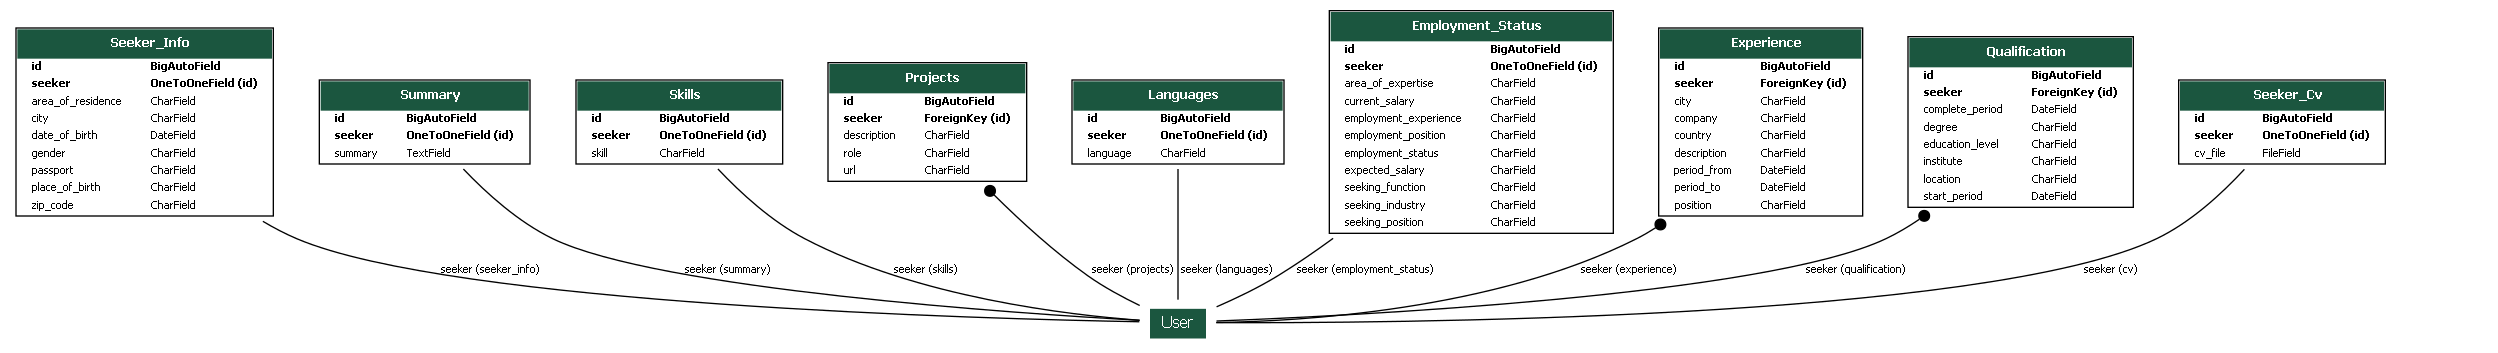 Seeker_Info
id BigAutoField
seeker OneToOneField (id)
area_of_residence CharField
city CharField
date_of_birth DateField
gender CharField
passport CharField
place_of_birth CharField
zip_code CharField
Summary
id BigAutoField
seeker OneToOneField (id)
summary TextField
Skills
id BigAutoField
seeker OneToOneField (id)
skill CharField
Projects
id BigAutoField
seeker ForeignKey (id)
description CharField
role CharField
url CharField
Languages
id BigAutoField
seeker OneToOneField (id)
language CharField
Employment_Status
id BigAutoField
seeker OneToOneField (id)
area_of_expertise CharField
current_salary CharField
employment_experience CharField
employment_position CharField
employment_status CharField
expected_salary CharField
seeking_function CharField
seeking_industry CharField
seeking_position CharField
Experience
id BigAutoField
seeker ForeignKey (id)
city CharField
company CharField
country CharField
description CharField
period_from DateField
period_to DateField
position CharField
Qualification
id BigAutoField
seeker ForeignKey (id)
complete_period DateField
degree CharField
education_level CharField
institute CharField
location CharField
start_period DateField
Seeker_Cv
id BigAutoField
seeker OneToOneField (id)
cv_file FileField
seeker (seeker_info)
seeker (summary)
seeker (skills)
seeker (projects)
seeker (languages)
seeker (employment_status)
seeker (experience)
seeker (qualification)
seeker (cv)
User